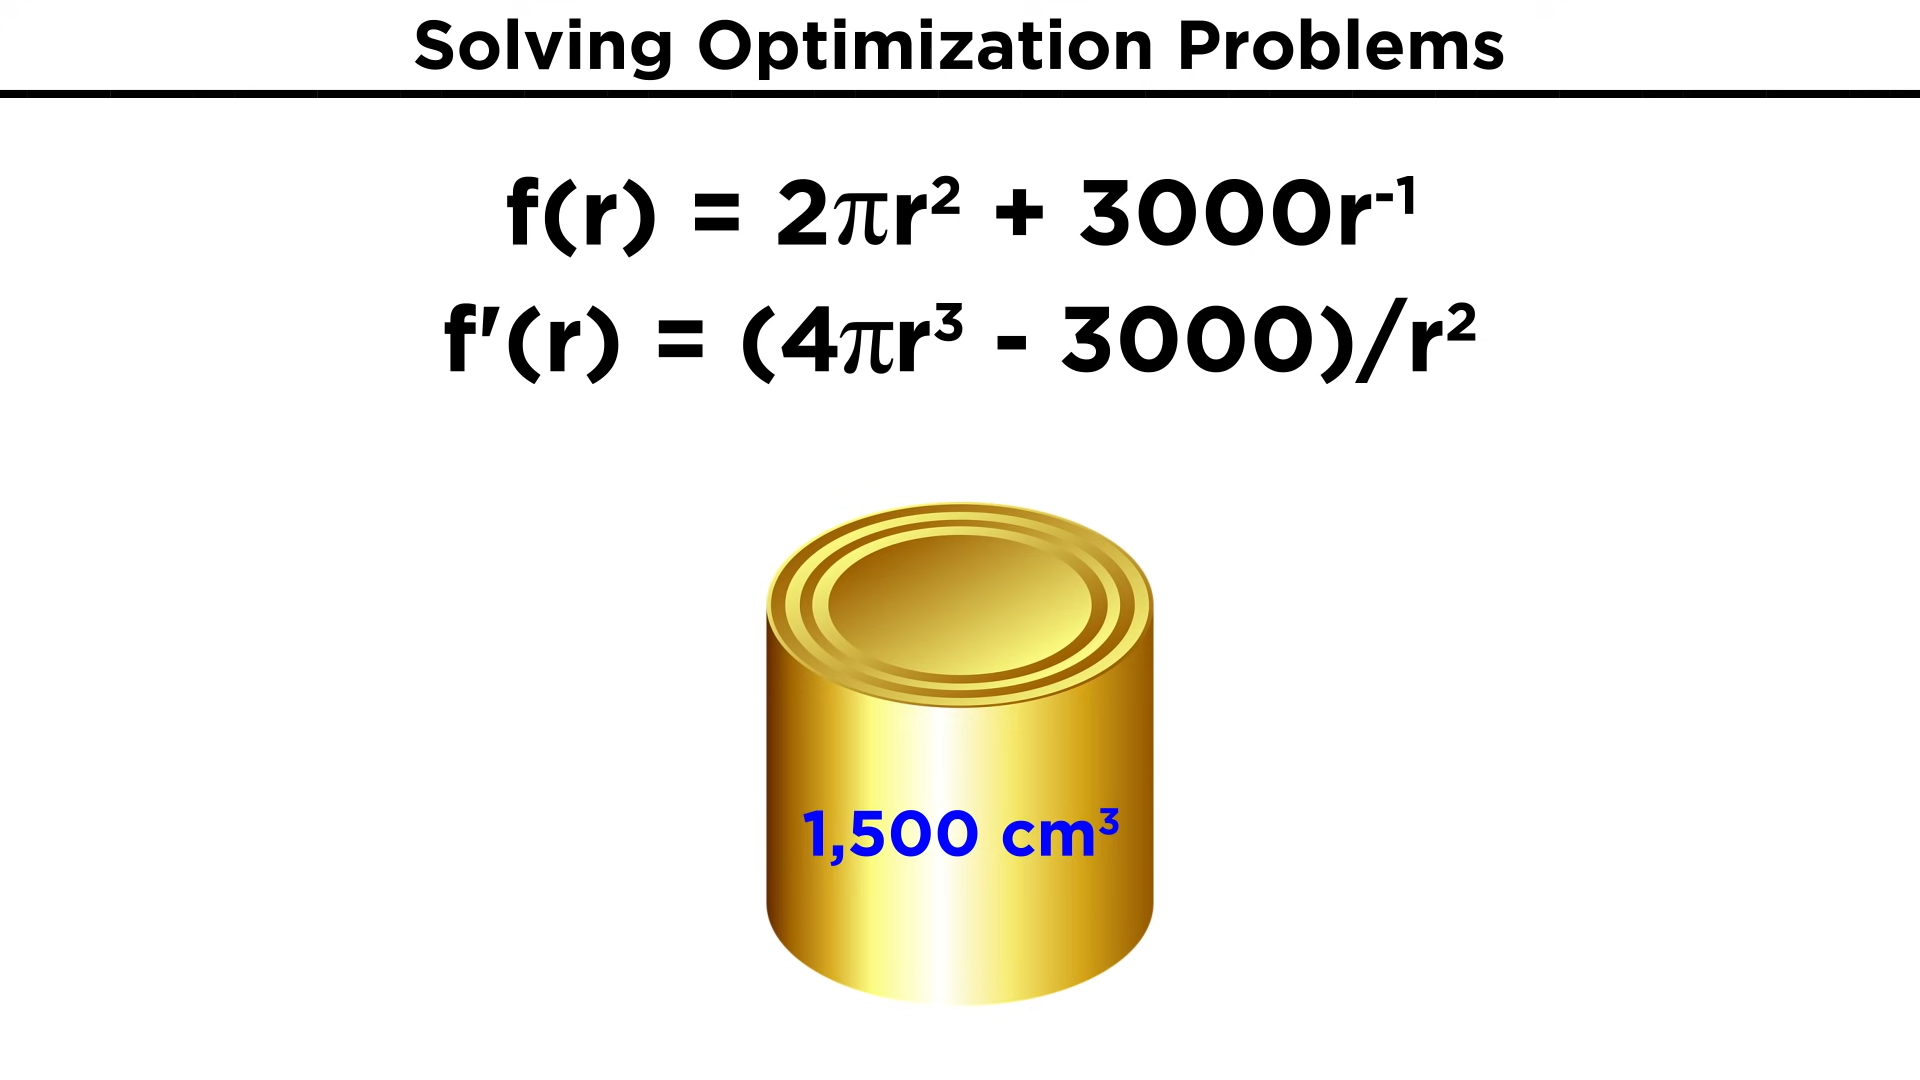 Solving Optimization Problems
f(r) = 2πr² + 3000r⁻¹
f'(r) = (4πr³ - 3000)/r²
1,500 cm³